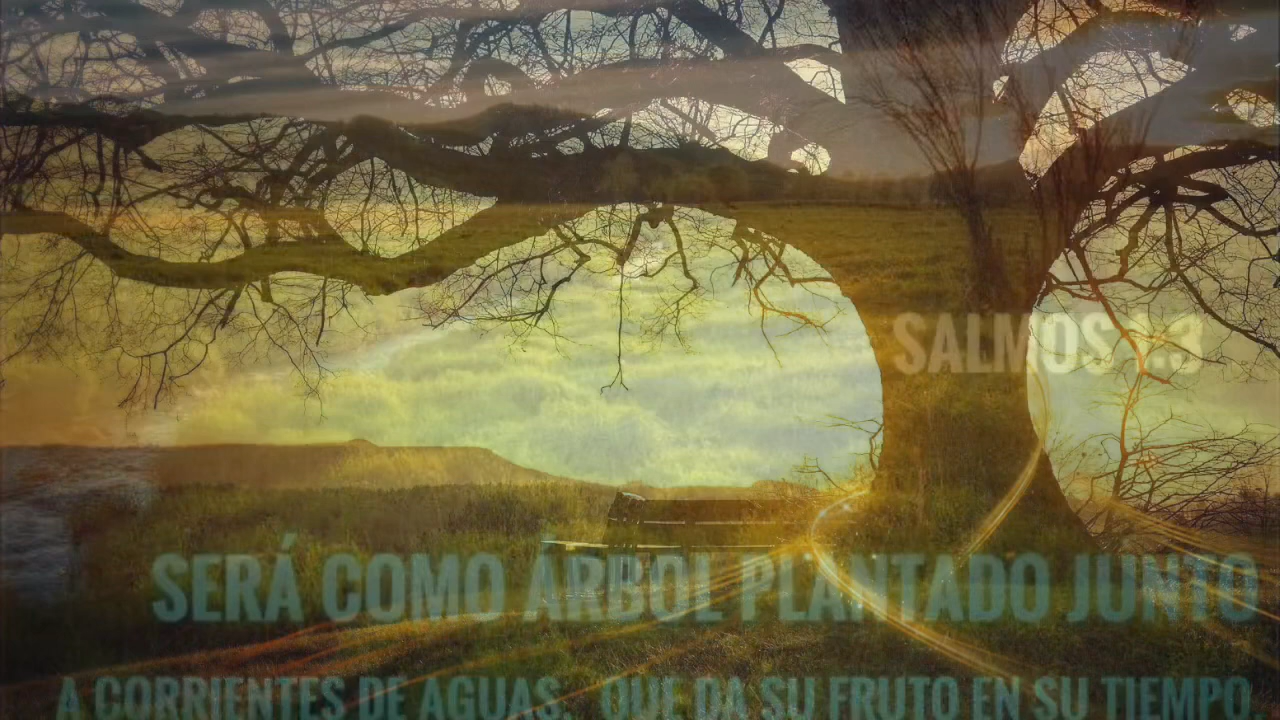 SALMOS 1:3
SERÁ COMO ÁRBOL PLANTADO JUNTO
A CORRIENTES DE AGUAS, QUE DA SU FRUTO EN SU TIEMPO